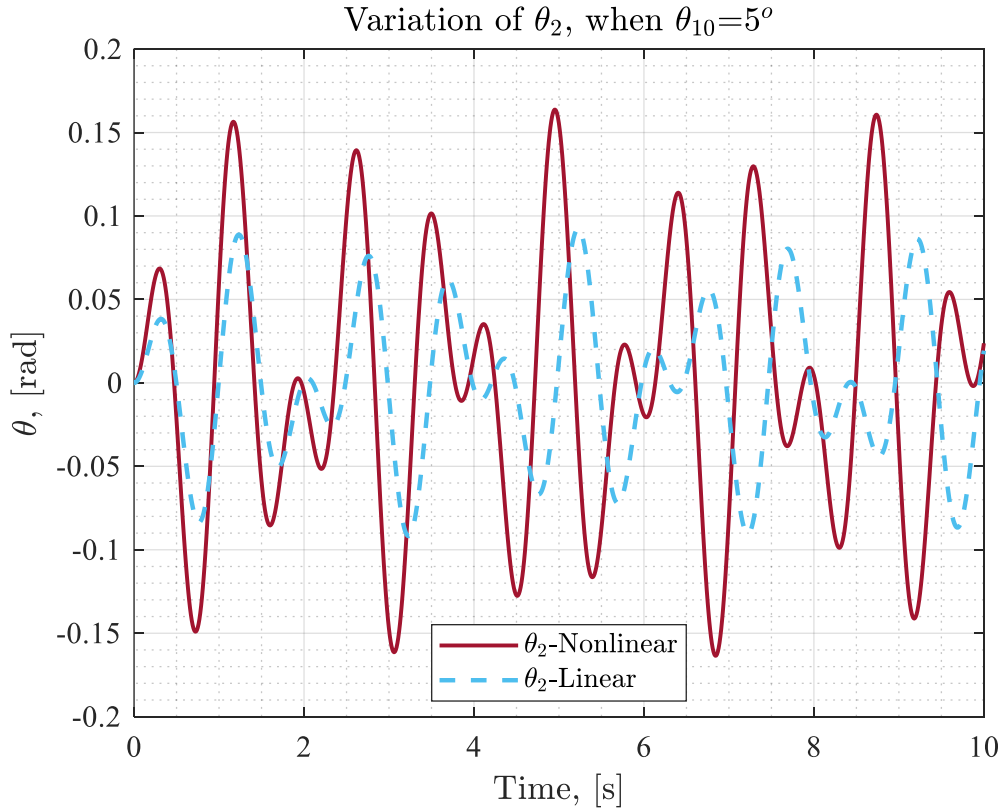 Variation of θ₂, when θ₁₀=5ᵒ
0.2
0.15
0.1
0.05
0
-0.05
-0.1
-0.15
-0.2
θ, [rad]
θ₂-Nonlinear
θ₂-Linear
0 2 4 6 8 10
Time, [s]